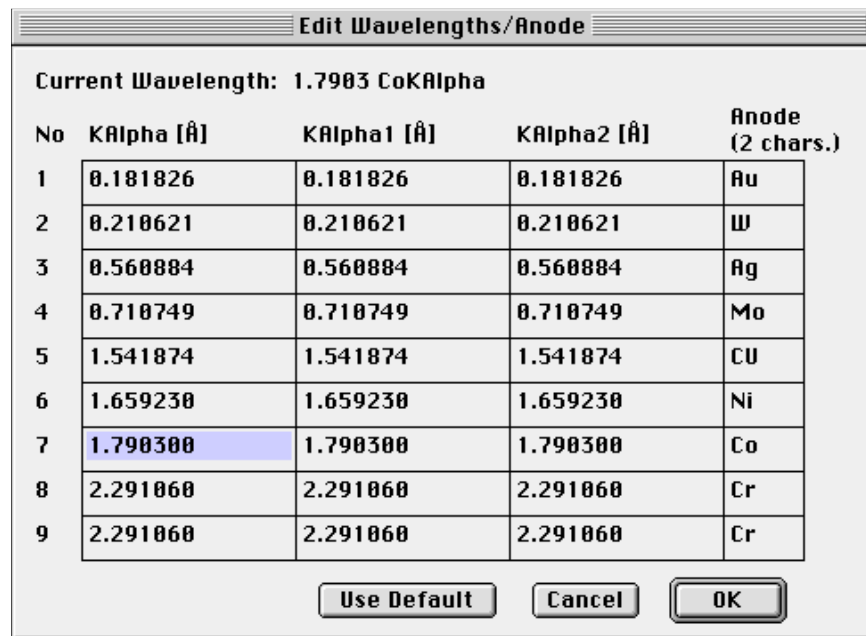 Edit Wavelengths/Anode
Current Wavelength: 1.7903 CoKAlpha
No KAlpha [Å] KAlpha1 [Å] KAlpha2 [Å] Anode (2 chars.)
1 0.181826 0.181826 0.181826 Au
2 0.210621 0.210621 0.210621 W
3 0.560884 0.560884 0.560884 Ag
4 0.710749 0.710749 0.710749 Mo
5 1.541874 1.541874 1.541874 CU
6 1.659230 1.659230 1.659230 Ni
7 1.790300 1.790300 1.790300 Co
8 2.291060 2.291060 2.291060 Cr
9 2.291060 2.291060 2.291060 Cr
Use Default Cancel OK